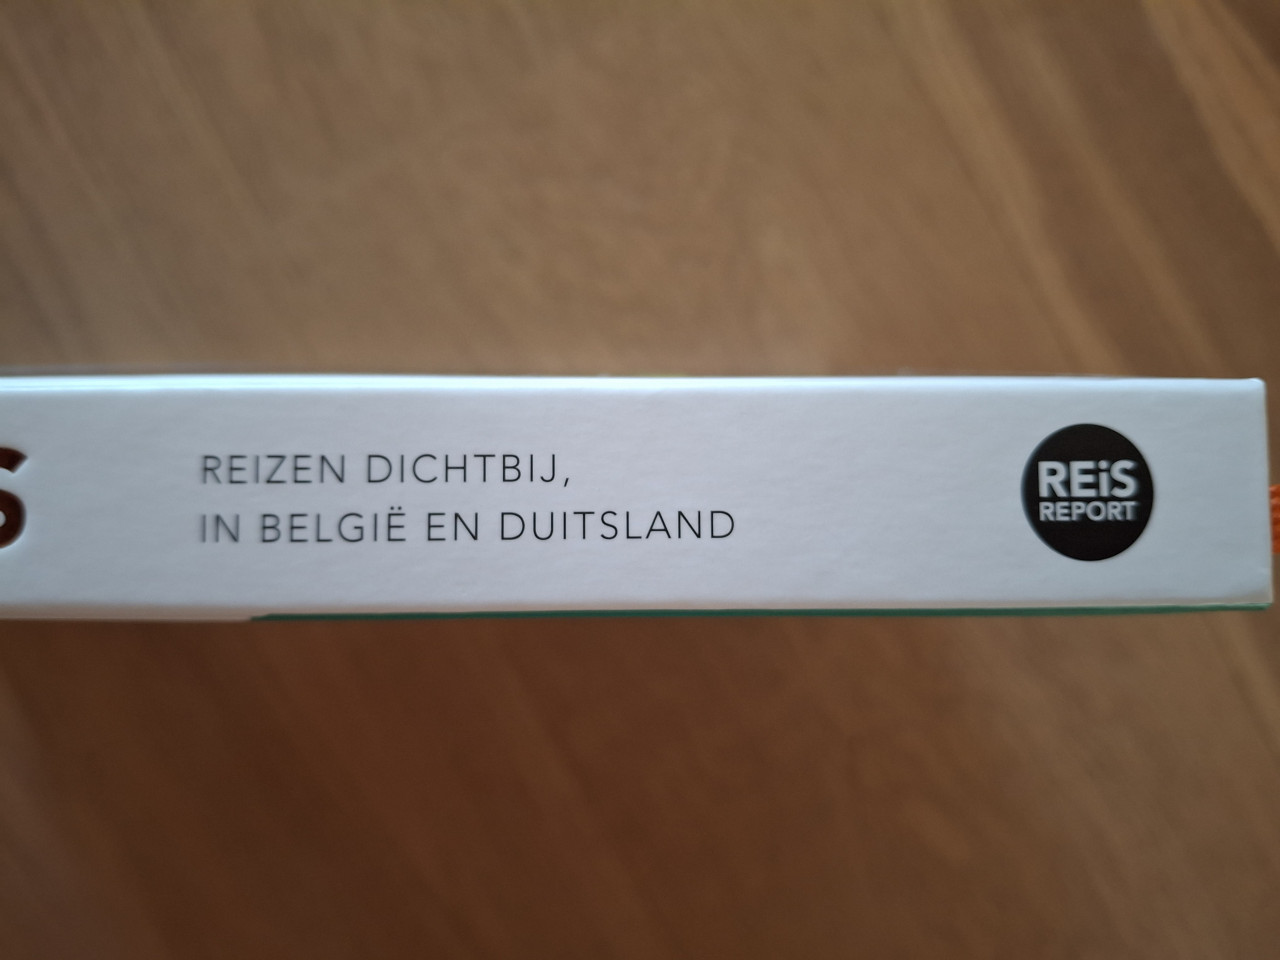 S
REIZEN DICHTBIJ,
IN BELGIË EN DUITSLAND
REiS
REPORT